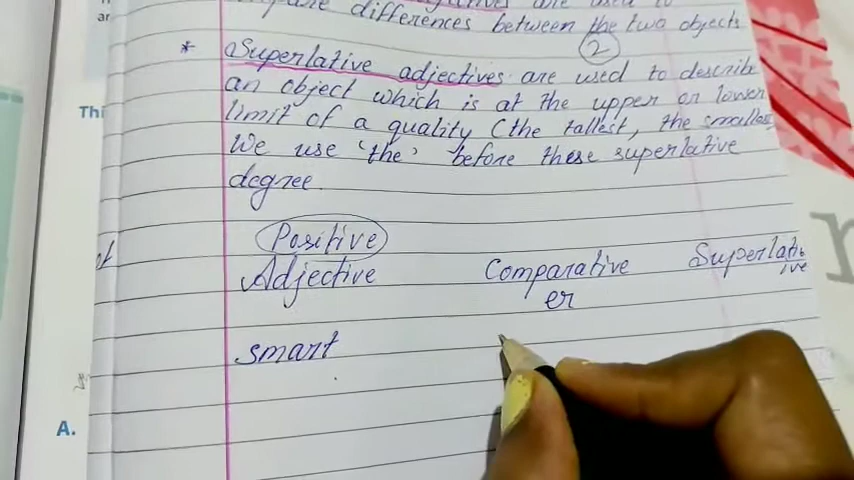 differences between the two objects
2
* Superlative adjectives are used to describe
an object which is at the upper or lower
limit of a quality (the tallest, the smallest
We use 'the' before these superlative
degree.
Positive
Adjective Comparative Superlative
er
smart
A.